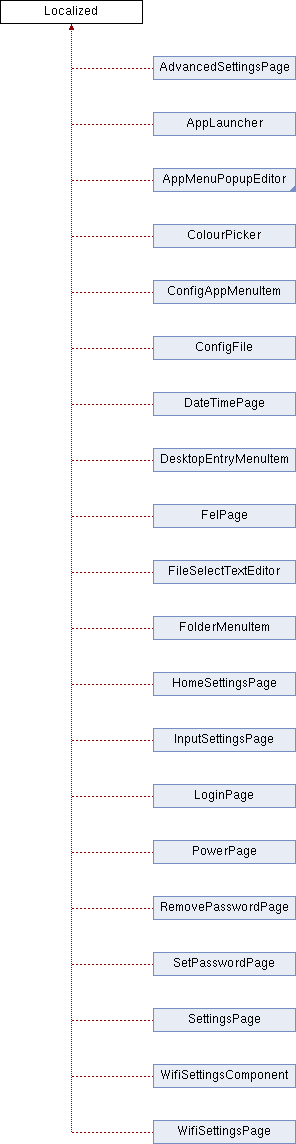 Localized
AdvancedSettingsPage
AppLauncher
AppMenuPopupEditor
ColourPicker
ConfigAppMenuItem
ConfigFile
DateTimePage
DesktopEntryMenuItem
FelPage
FileSelectTextEditor
FolderMenuItem
HomeSettingsPage
InputSettingsPage
LoginPage
PowerPage
RemovePasswordPage
SetPasswordPage
SettingsPage
WifiSettingsComponent
WifiSettingsPage